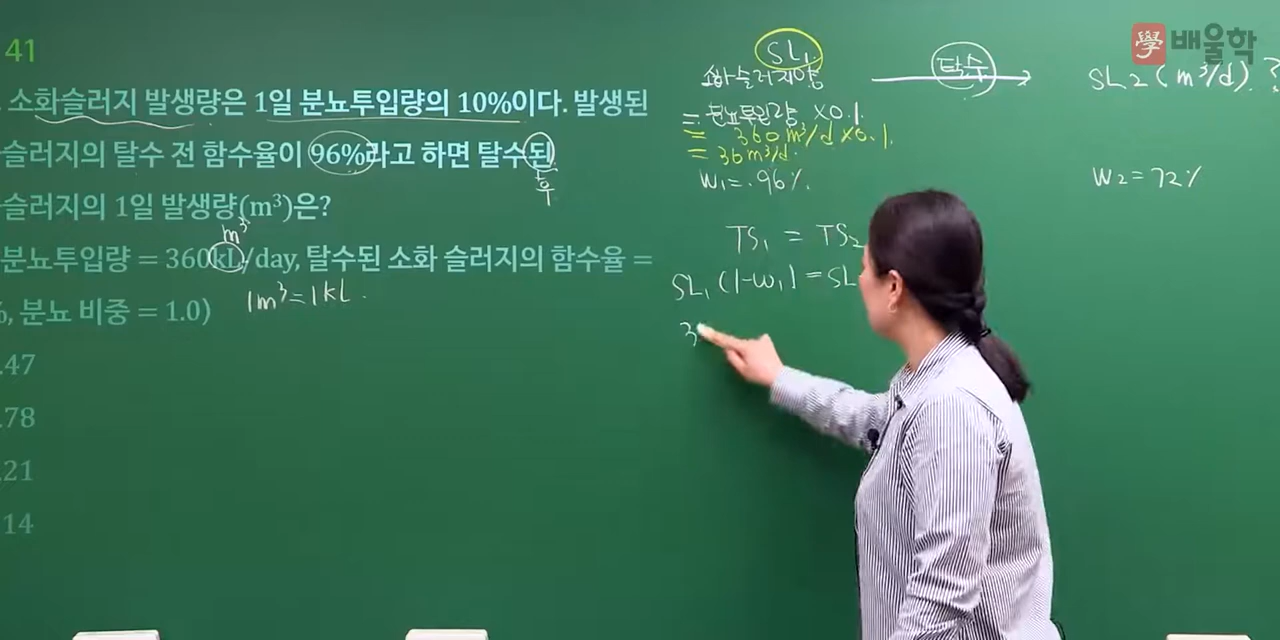 41
소화슬러지 발생량은 1일 분뇨투입량의 10%이다. 발생된
슬러지의 탈수 전 함수율이 96%라고 하면 탈수된
후
슬러지의 1일 발생량(m³)은?
m³
분뇨투입량 = 360kL/day, 탈수된 소화 슬러지의 함수율 =
%, 분뇨 비중 = 1.0)
1m³=1kL.
.47
.78
.21
.14
SL₁
소화슬러지양
탈수
SL2(m³/d).?
= 분뇨투입량 ×0.1
= 360m³/d×0.1.
= 36m³/d.
W₁=.96%.
W₂=72%
TS₁ = TS₂
SL₁(1-W₁)=SL
3
學 배울학